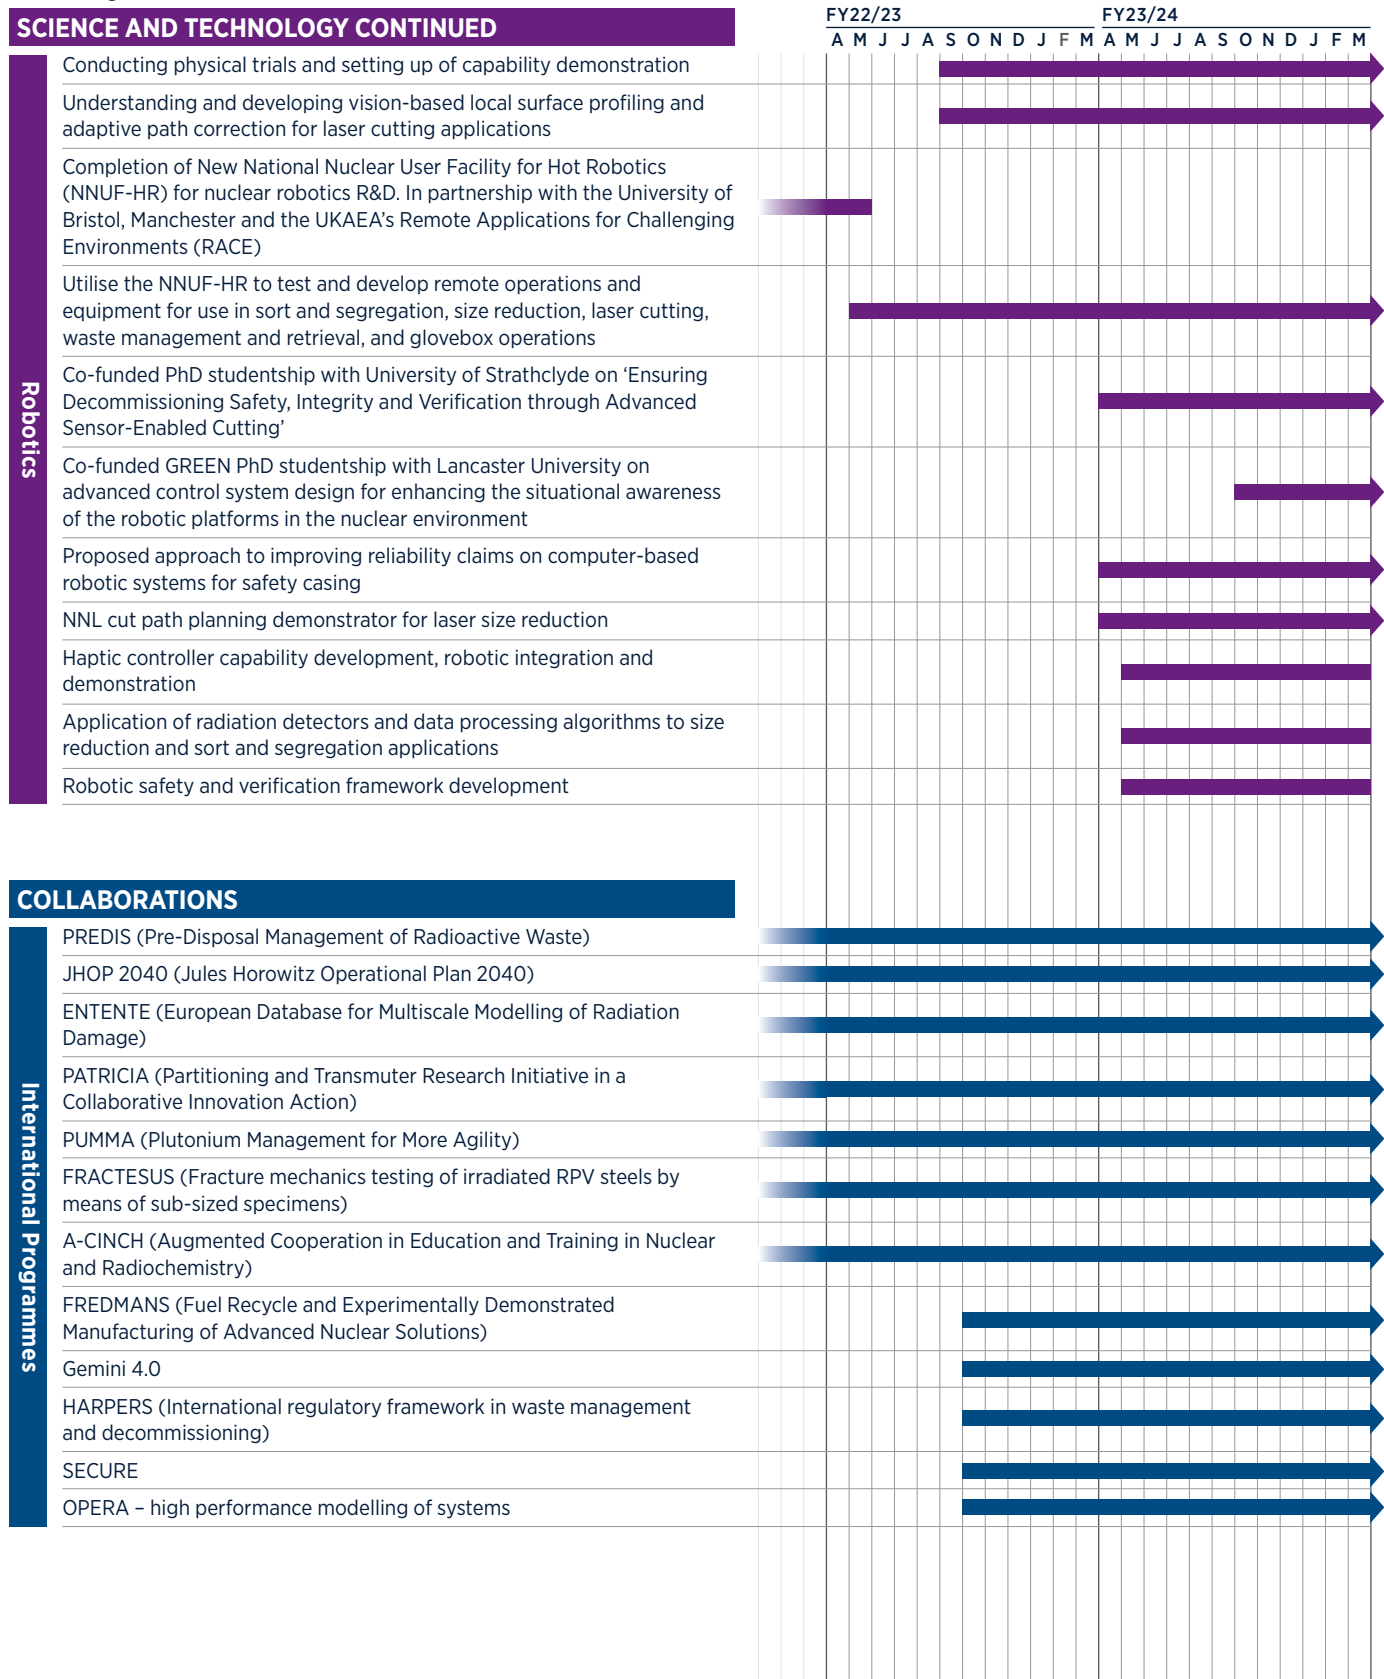 FY22/23 FY23/24
SCIENCE AND TECHNOLOGY CONTINUED
A M J J A S O N D J F M A M J J A S O N D J F M
Robotics
Conducting physical trials and setting up of capability demonstration
Understanding and developing vision-based local surface profiling and
adaptive path correction for laser cutting applications
Completion of New National Nuclear User Facility for Hot Robotics
(NNUF-HR) for nuclear robotics R&D. In partnership with the University of
Bristol, Manchester and the UKAEA’s Remote Applications for Challenging
Environments (RACE)
Utilise the NNUF-HR to test and develop remote operations and
equipment for use in sort and segregation, size reduction, laser cutting,
waste management and retrieval, and glovebox operations
Co-funded PhD studentship with University of Strathclyde on ‘Ensuring
Decommissioning Safety, Integrity and Verification through Advanced
Sensor-Enabled Cutting’
Co-funded GREEN PhD studentship with Lancaster University on
advanced control system design for enhancing the situational awareness
of the robotic platforms in the nuclear environment
Proposed approach to improving reliability claims on computer-based
robotic systems for safety casing
NNL cut path planning demonstrator for laser size reduction
Haptic controller capability development, robotic integration and
demonstration
Application of radiation detectors and data processing algorithms to size
reduction and sort and segregation applications
Robotic safety and verification framework development
COLLABORATIONS
International Programmes
PREDIS (Pre-Disposal Management of Radioactive Waste)
JHOP 2040 (Jules Horowitz Operational Plan 2040)
ENTENTE (European Database for Multiscale Modelling of Radiation
Damage)
PATRICIA (Partitioning and Transmuter Research Initiative in a
Collaborative Innovation Action)
PUMMA (Plutonium Management for More Agility)
FRACTESUS (Fracture mechanics testing of irradiated RPV steels by
means of sub-sized specimens)
A-CINCH (Augmented Cooperation in Education and Training in Nuclear
and Radiochemistry)
FREDMANS (Fuel Recycle and Experimentally Demonstrated
Manufacturing of Advanced Nuclear Solutions)
Gemini 4.0
HARPERS (International regulatory framework in waste management
and decommissioning)
SECURE
OPERA – high performance modelling of systems